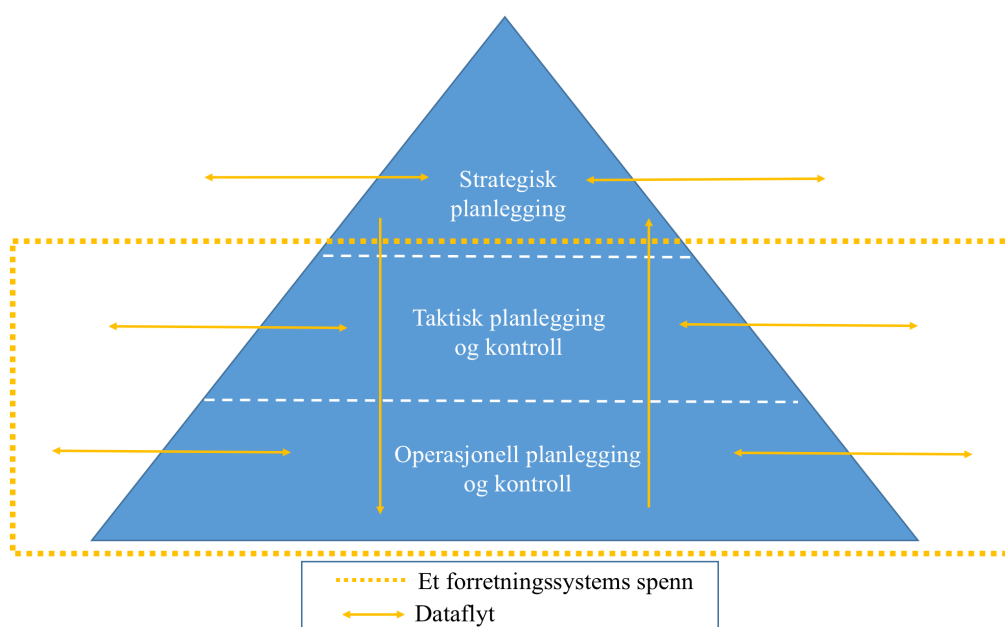 Strategisk
planlegging
Taktisk planlegging
og kontroll
Operasjonell planlegging
og kontroll
Et forretningssystems spenn
Dataflyt